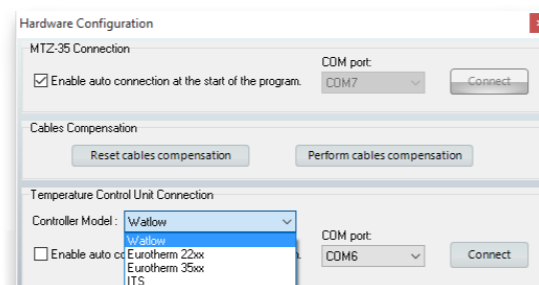 Hardware Configuration
MTZ-35 Connection
COM port:
Enable auto connection at the start of the program.
COM7
Connect
Cables Compensation
Reset cables compensation
Perform cables compensation
Temperature Control Unit Connection
Controller Model : Watlow
Watlow
COM port:
Enable auto
Eurotherm 22xx
COM6
Connect
Eurotherm 35xx
ITS